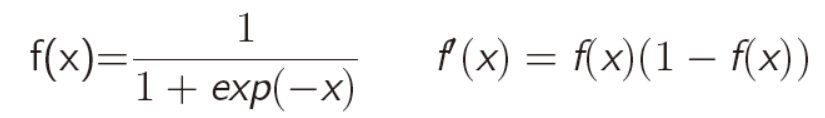 f(x)=1/(1 + exp(−x)) f′(x) = f(x)(1 − f(x))